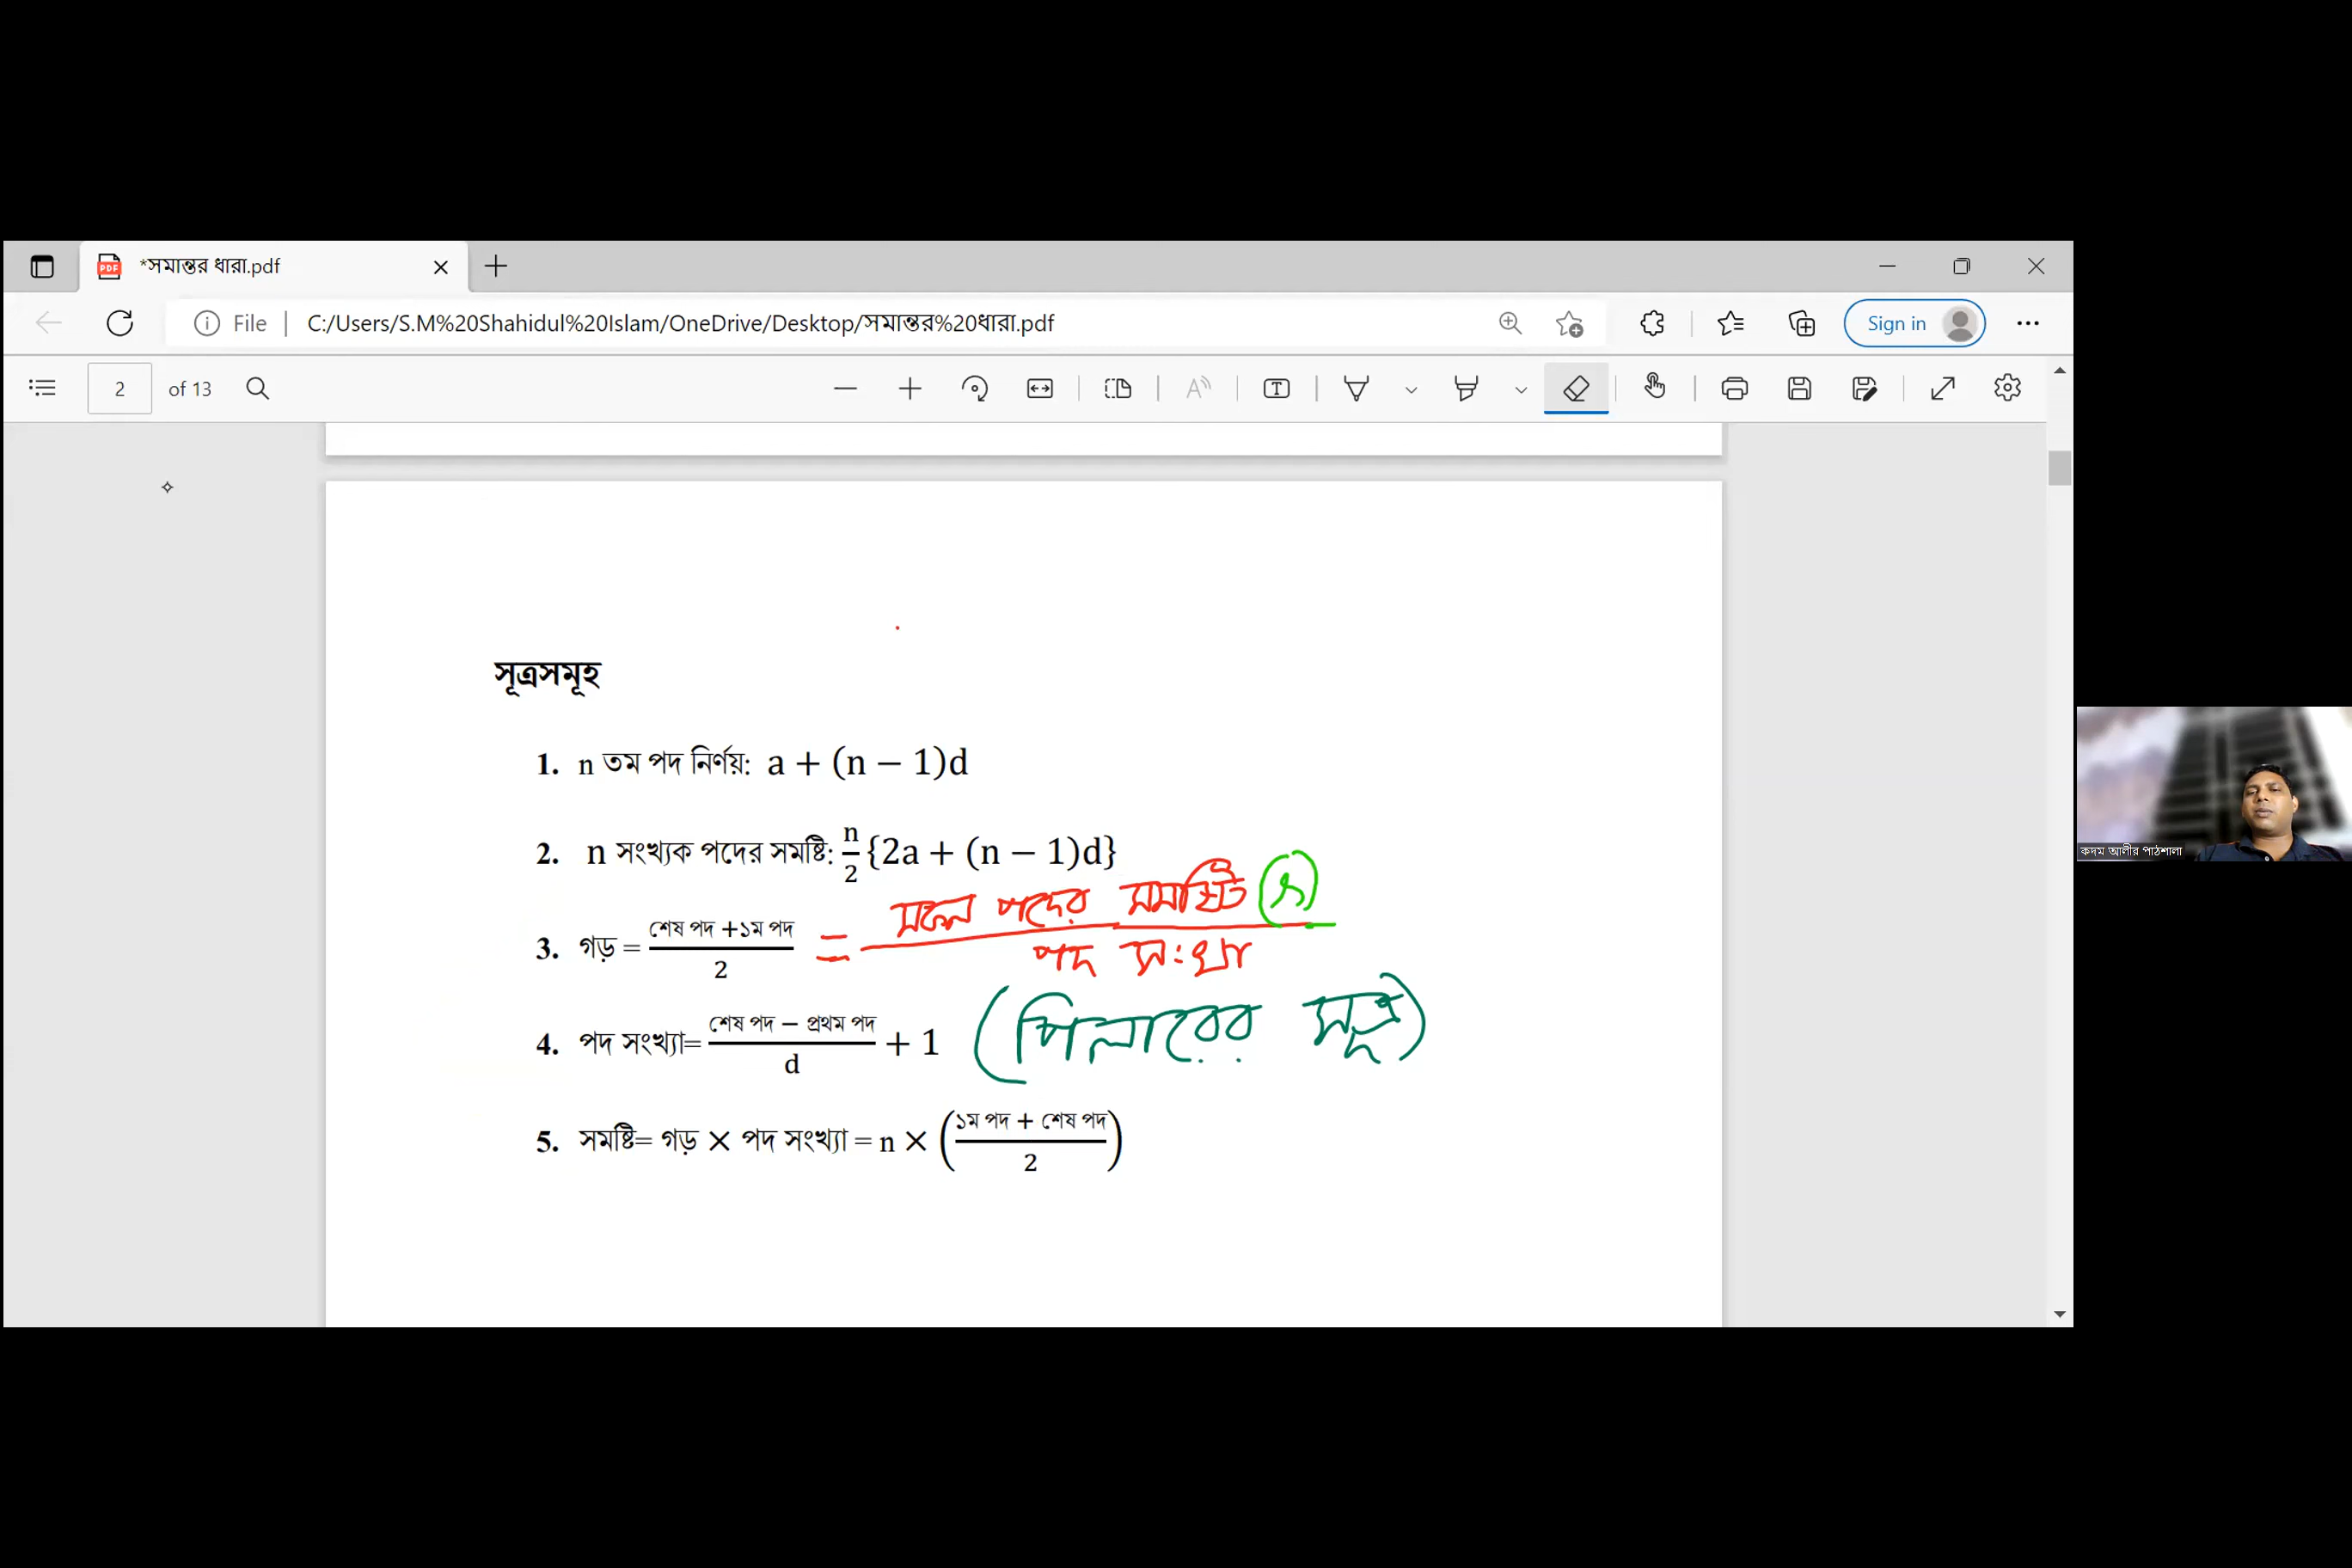 *সমান্তর ধারা.pdf
File | C:/Users/S.M%20Shahidul%20Islam/OneDrive/Desktop/সমান্তর%20ধারা.pdf
Sign in
2 of 13
সূত্রসমূহ
1. n তম পদ নির্ণয়: a + (n − 1)d
2. n সংখ্যক পদের সমষ্টি: n/2 {2a + (n − 1)d}
3. গড় = শেষ পদ +১ম পদ / 2 = সকল পদের সমষ্টি / পদ সংখ্যা
4. পদ সংখ্যা= শেষ পদ − প্রথম পদ / d + 1 (পিলারের সূত্র)
5. সমষ্টি= গড় × পদ সংখ্যা = n × (১ম পদ + শেষ পদ / 2)
কদম আলীর পাঠশালা